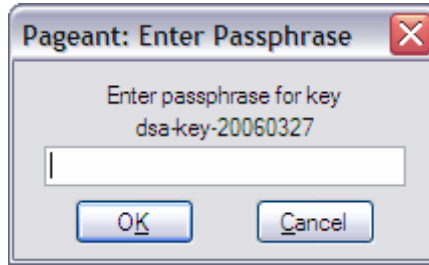 Pageant: Enter Passphrase
Enter passphrase for key
dsa-key-20060327
OK
Cancel